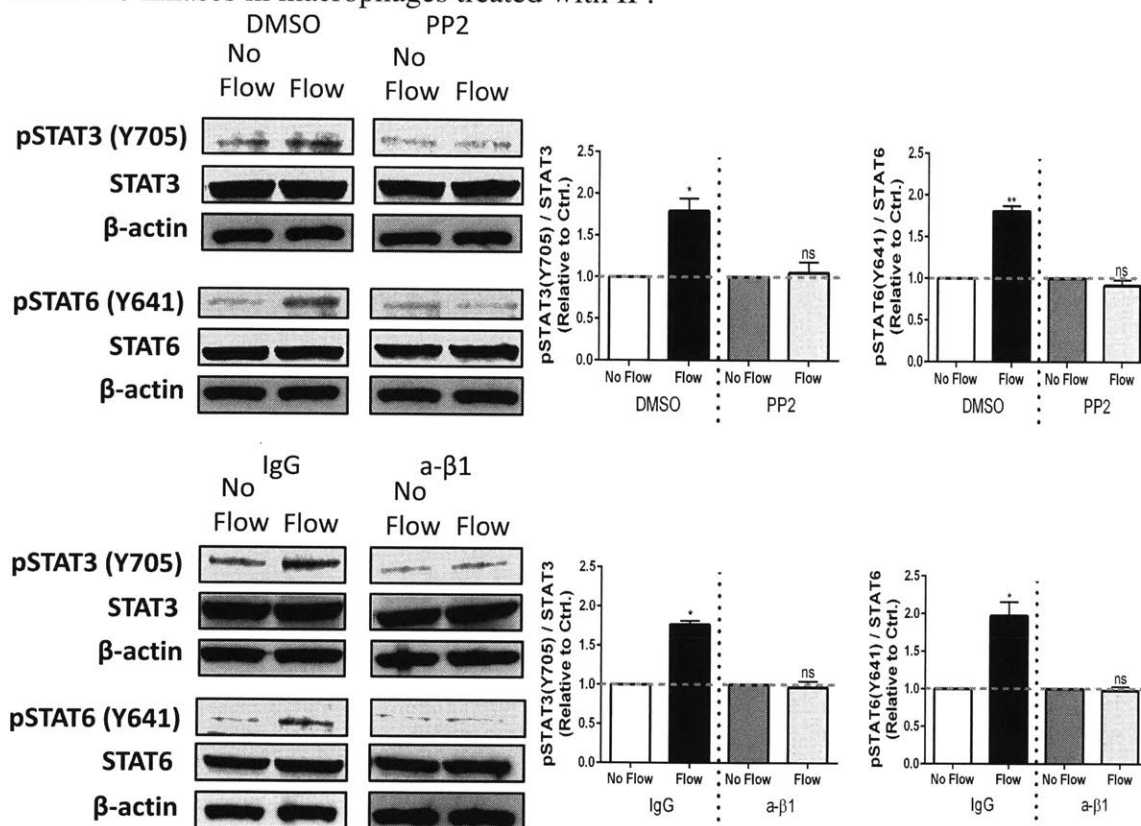 kinases in macrophages treated with IF.
DMSO PP2
No No
Flow Flow Flow Flow
pSTAT3 (Y705)
STAT3
β-actin
pSTAT6 (Y641)
STAT6
β-actin
pSTAT3(Y705) / STAT3
(Relative to Ctrl.)
2.5
2.0
1.5
1.0
0.5
0.0
*
ns
No Flow Flow No Flow Flow
DMSO PP2
pSTAT6(Y641) / STAT6
(Relative to Ctrl.)
2.5
2.0
1.5
1.0
0.5
0.0
**
ns
No Flow Flow No Flow Flow
DMSO PP2
IgG a-β1
No No
Flow Flow Flow Flow
pSTAT3 (Y705)
STAT3
β-actin
pSTAT6 (Y641)
STAT6
β-actin
pSTAT3(Y705) / STAT3
(Relative to Ctrl.)
2.5
2.0
1.5
1.0
0.5
0.0
*
ns
No Flow Flow No Flow Flow
IgG a-β1
pSTAT6(Y641) / STAT6
(Relative to Ctrl.)
2.5
2.0
1.5
1.0
0.5
0.0
*
ns
No Flow Flow No Flow Flow
IgG a-β1